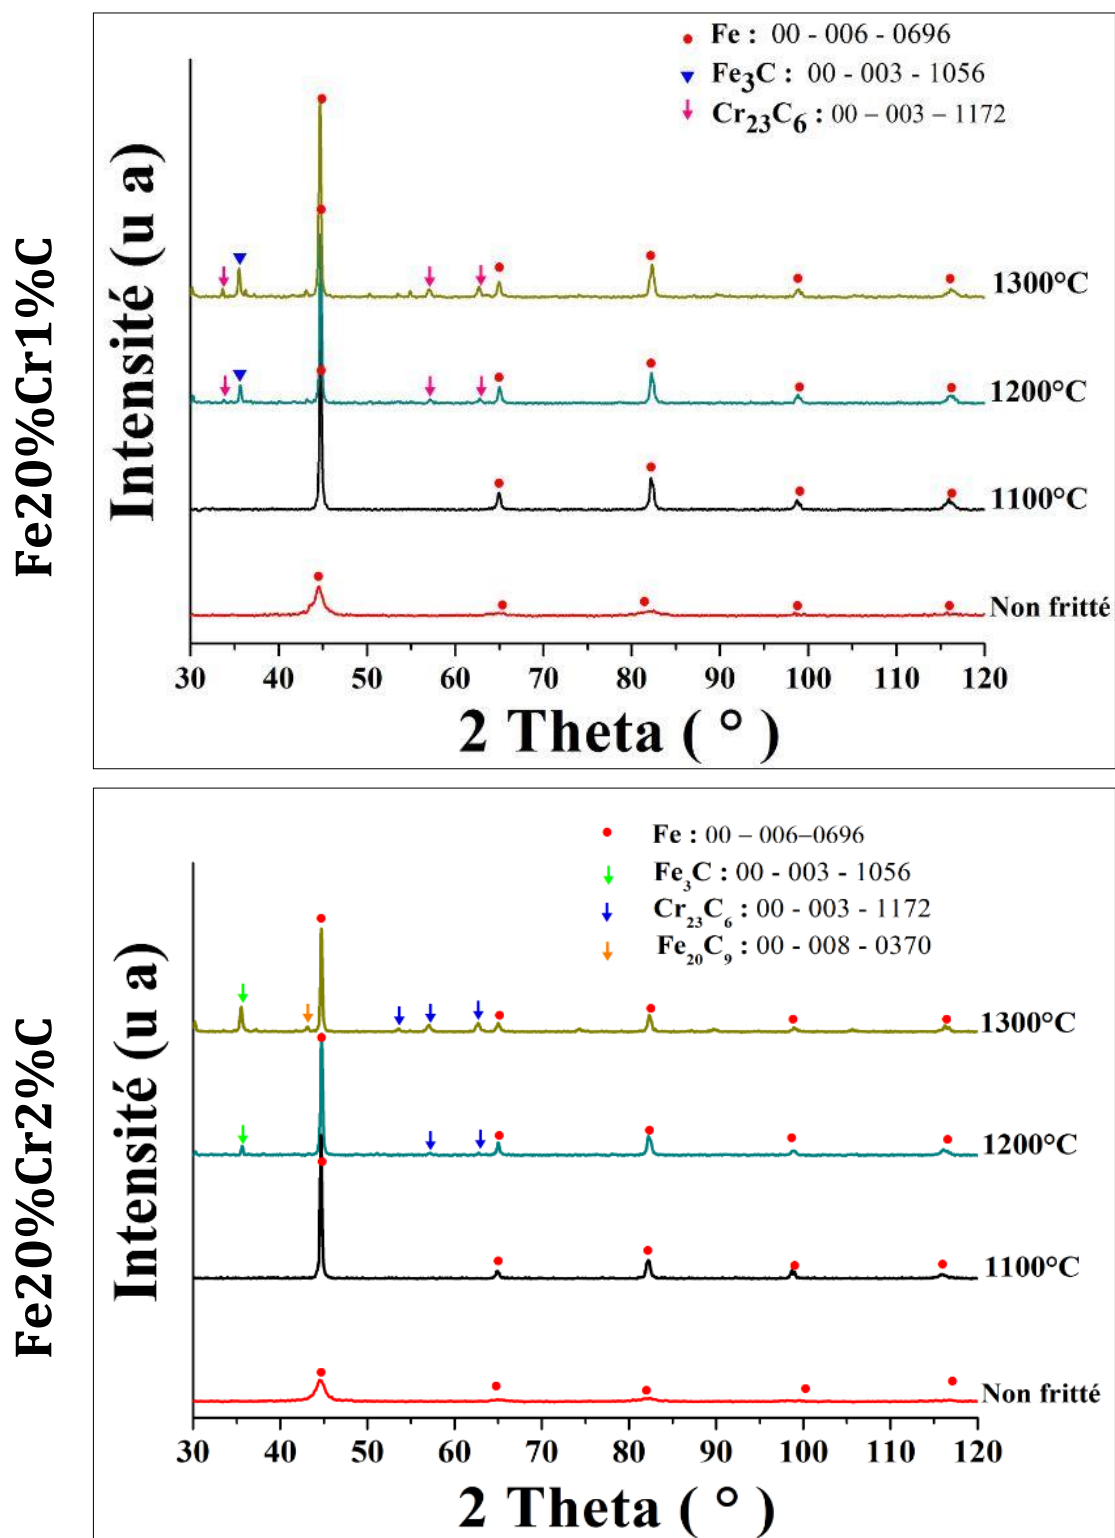 Fe20%Cr1%C
Intensité (u a)
Fe : 00 - 006 - 0696
Fe3C : 00 - 003 - 1056
Cr23C6 : 00 – 003 – 1172
1300°C
1200°C
1100°C
Non fritté
30 40 50 60 70 80 90 100 110 120
2 Theta ( ° )
Fe20%Cr2%C
Intensité (u a)
Fe : 00 – 006–0696
Fe3C : 00 - 003 - 1056
Cr23C6 : 00 - 003 - 1172
Fe20C9 : 00 - 008 - 0370
1300°C
1200°C
1100°C
Non fritté
30 40 50 60 70 80 90 100 110 120
2 Theta ( ° )